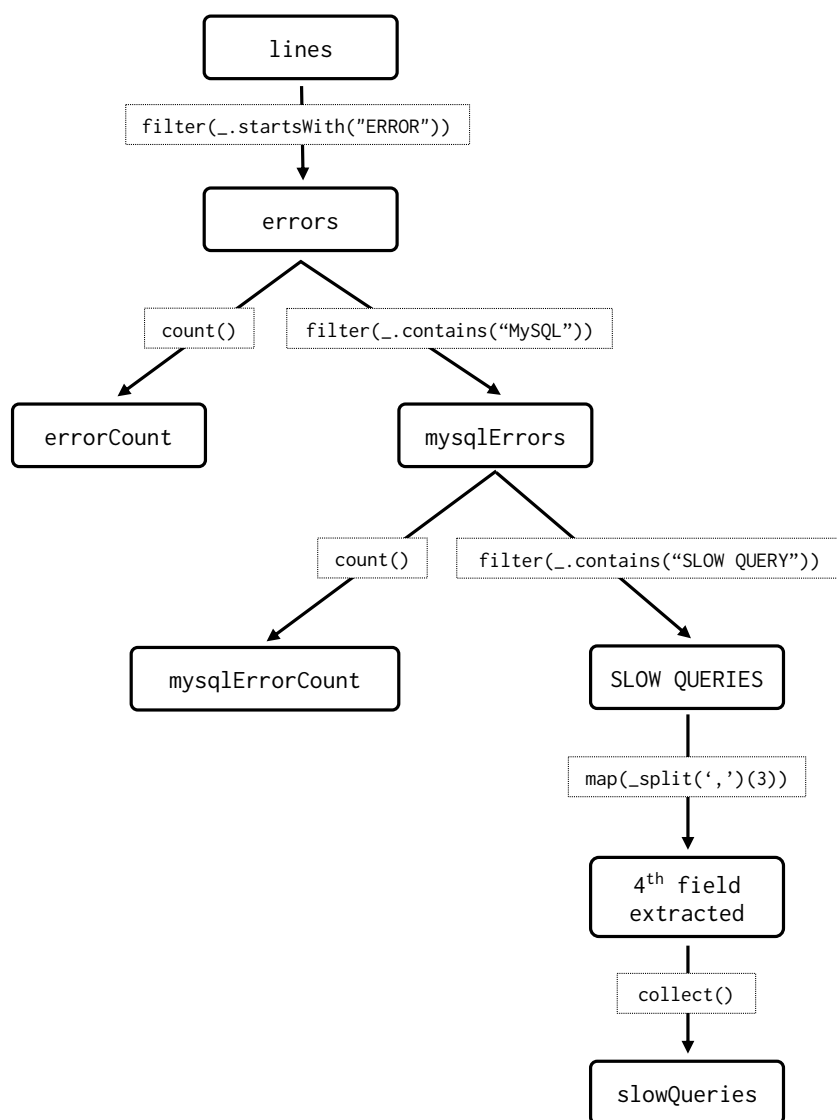 lines
filter(_.startsWith("ERROR"))
errors
count()
filter(_.contains(“MySQL”))
errorCount
mysqlErrors
count()
filter(_.contains(“SLOW QUERY”))
mysqlErrorCount
SLOW QUERIES
map(_split(‘,’)(3))
4th field
extracted
collect()
slowQueries